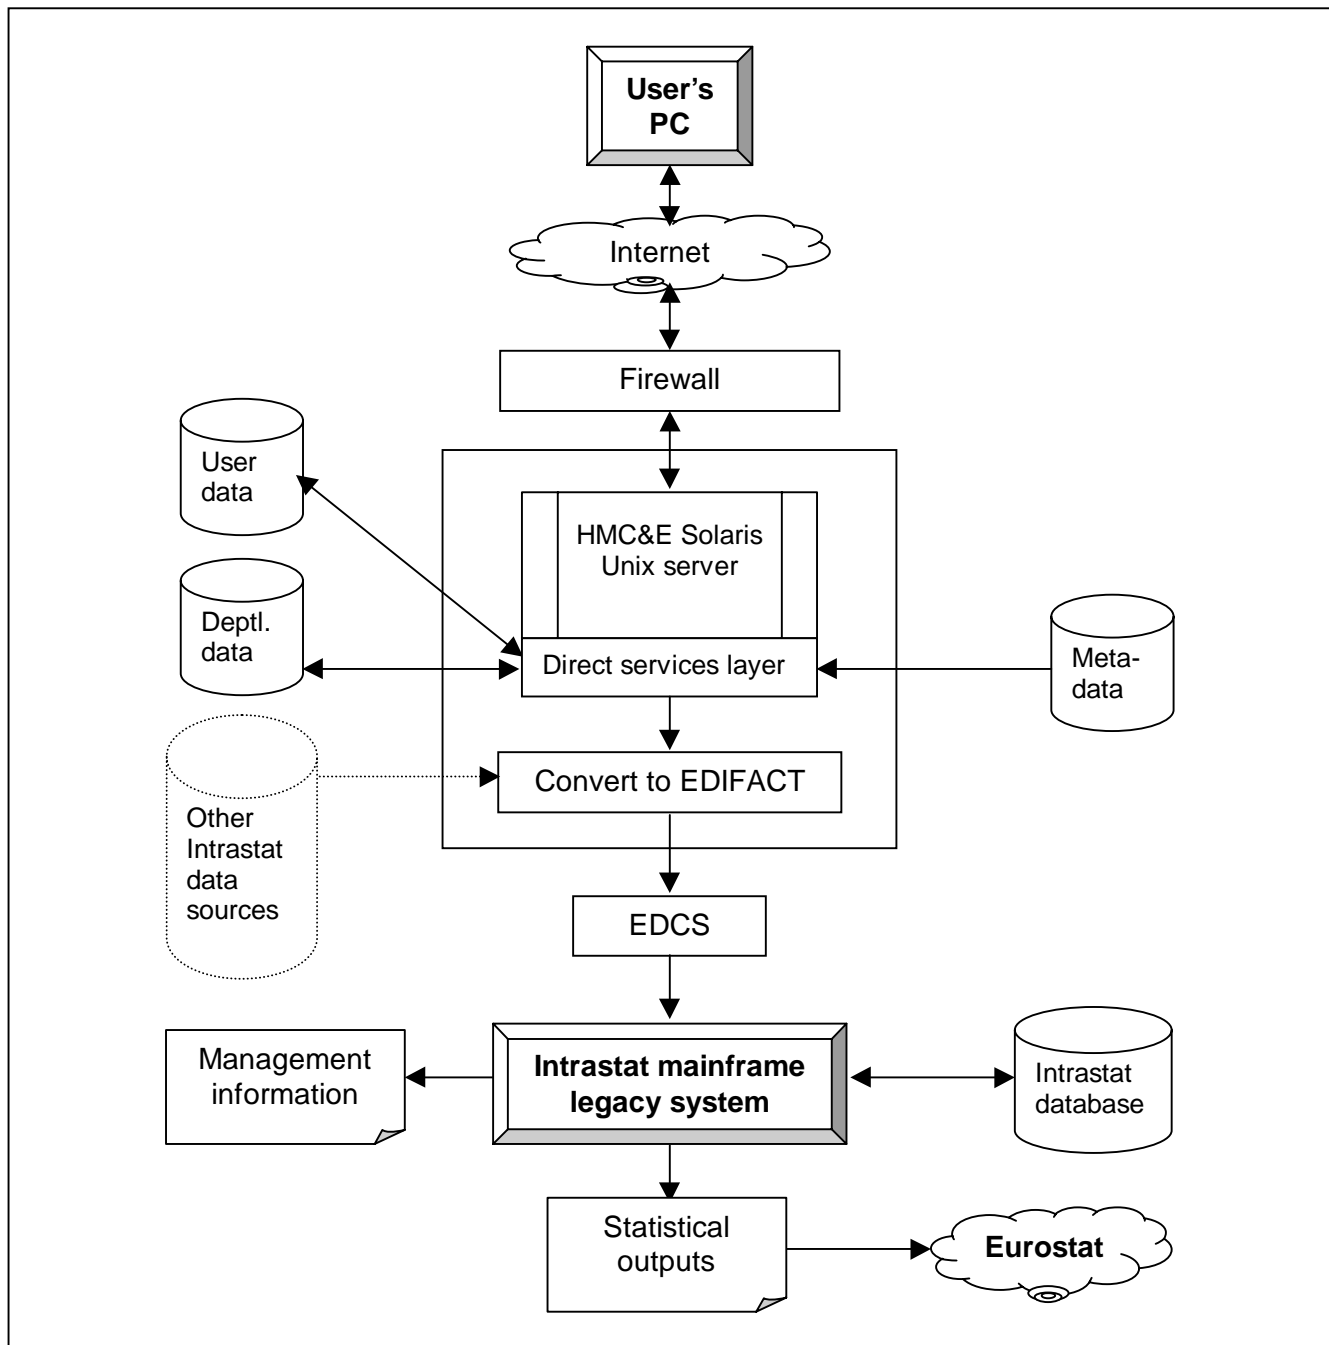 User's
PC
Internet
Firewall
User
data
HMC&E Solaris
Unix server
Deptl.
data
Direct services layer
Meta-
data
Convert to EDIFACT
Other
Intrastat
data
sources
EDCS
Management
information
Intrastat mainframe
legacy system
Intrastat
database
Statistical
outputs
Eurostat